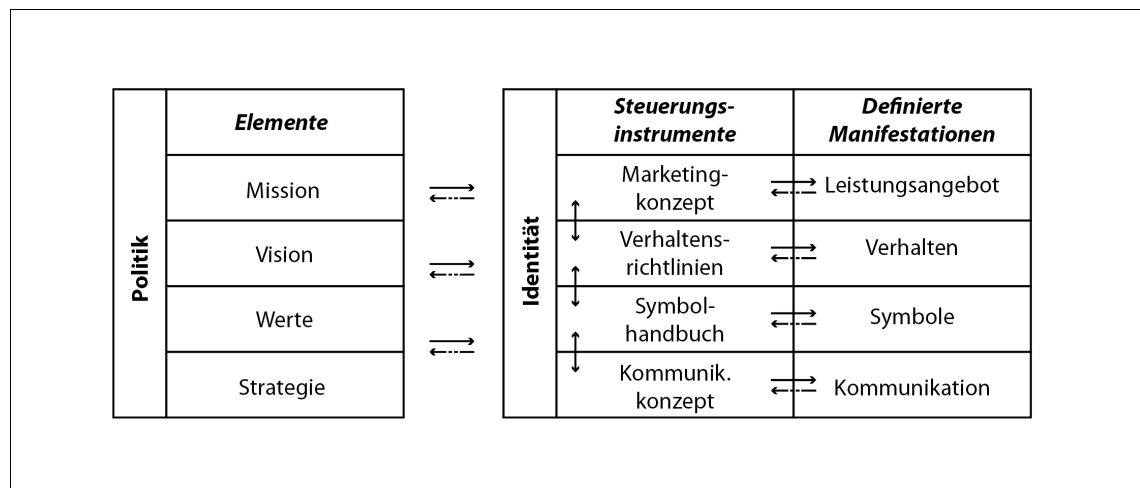 Politik
Elemente
Mission
Vision
Werte
Strategie
Identität
Steuerungs-
instrumente
Definierte
Manifestationen
Marketing-
konzept
Leistungsangebot
Verhaltens-
richtlinien
Verhalten
Symbol-
handbuch
Symbole
Kommunik.
konzept
Kommunikation